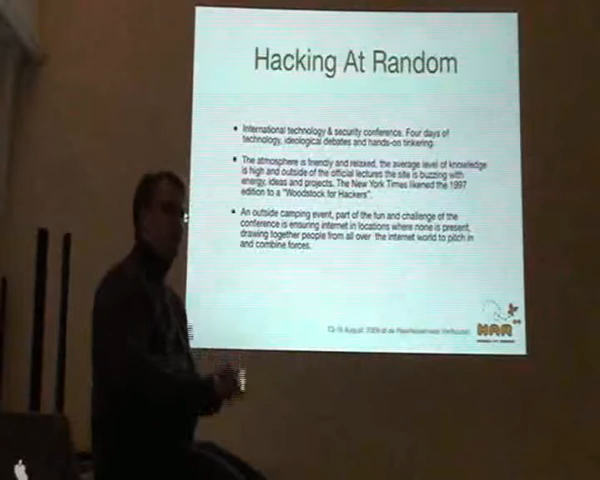 Hacking At Random
• International technology & security conference. Four days of
technology, ideological debates and hands-on tinkering.
• The atmosphere is friendly and relaxed, the average level of knowledge
is high and outside of the official lectures the site is buzzing with
energy, ideas and projects. The New York Times likened the 1997
edition to a "Woodstock for Hackers".
• An outside camping event, part of the fun and challenge of the
conference is ensuring internet in locations where none is present,
drawing together people from all over the internet world to pitch in
and combine forces.
August 2009 at
HAR